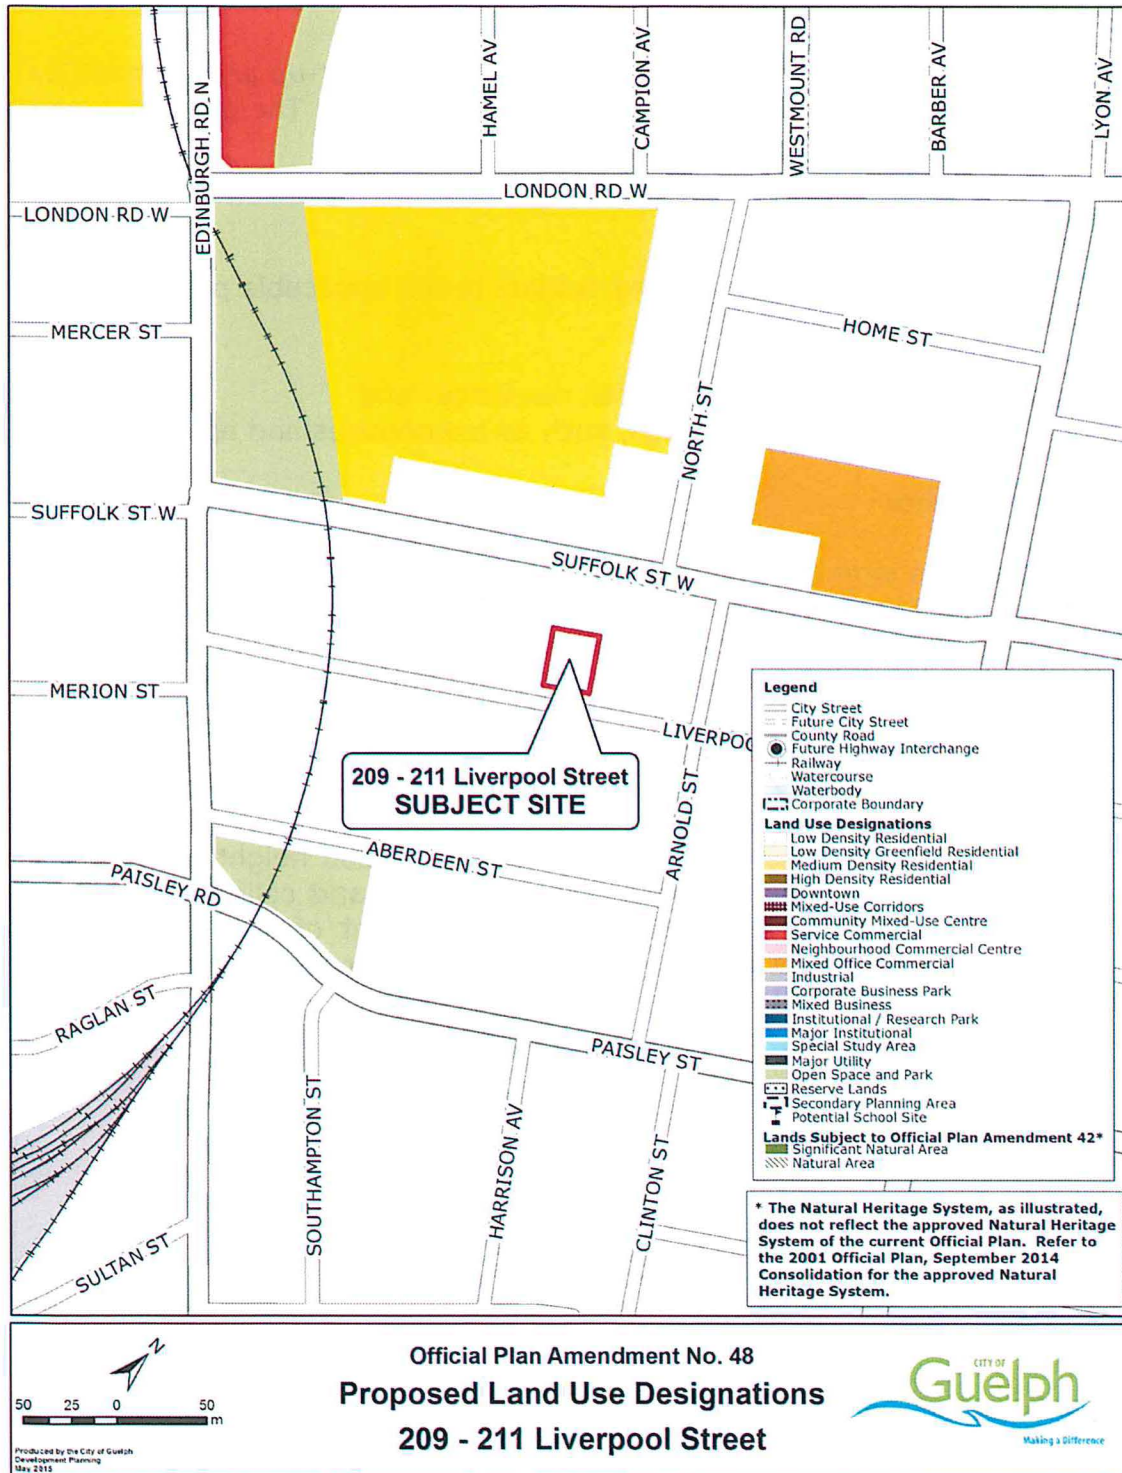 HAMEL AV
CAMPION AV
WESTMOUNT RD
BARBER AV
LYON AV
EDINBURGH RD N
LONDON RD W
LONDON RD W
MERCER ST
HOME ST
NORTH ST
SUFFOLK ST W
SUFFOLK ST W
MERION ST
LIVERPOO
209 - 211 Liverpool Street
SUBJECT SITE
ARNOLD ST
ABERDEEN ST
PAISLEY RD
RAGLAN ST
PAISLEY ST
SOUTHAMPTON ST
HARRISON AV
CLINTON ST
SULTAN ST
Legend
City Street
Future City Street
County Road
Future Highway Interchange
Railway
Watercourse
Waterbody
Corporate Boundary
Land Use Designations
Low Density Residential
Low Density Greenfield Residential
Medium Density Residential
High Density Residential
Downtown
Mixed-Use Corridors
Community Mixed-Use Centre
Service Commercial
Neighbourhood Commercial Centre
Mixed Office Commercial
Industrial
Corporate Business Park
Mixed Business
Institutional / Research Park
Major Institutional
Special Study Area
Major Utility
Open Space and Park
Reserve Lands
Secondary Planning Area
Potential School Site
Lands Subject to Official Plan Amendment 42*
Significant Natural Area
Natural Area
* The Natural Heritage System, as illustrated,
does not reflect the approved Natural Heritage
System of the current Official Plan. Refer to
the 2001 Official Plan, September 2014
Consolidation for the approved Natural
Heritage System.
N
50 25 0 50
m
Produced by the City of Guelph
Development Planning
May 2015
Official Plan Amendment No. 48
Proposed Land Use Designations
209 - 211 Liverpool Street
CITY OF
Guelph
Making a Difference